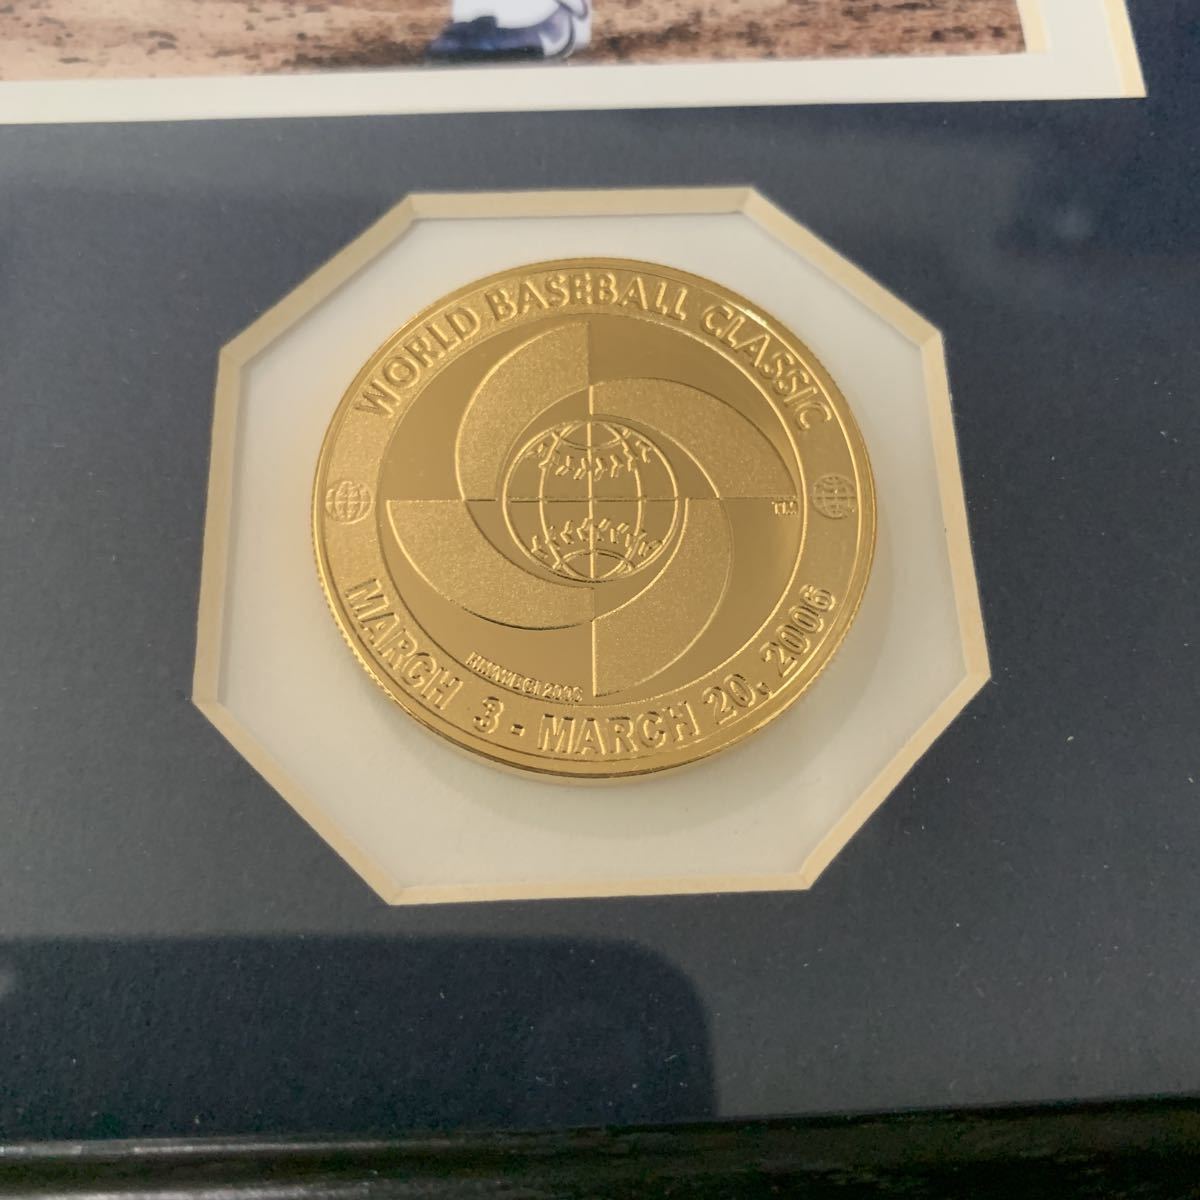 WORLD BASEBALL CLASSIC
TM
MARCH 3 - MARCH 20, 2006